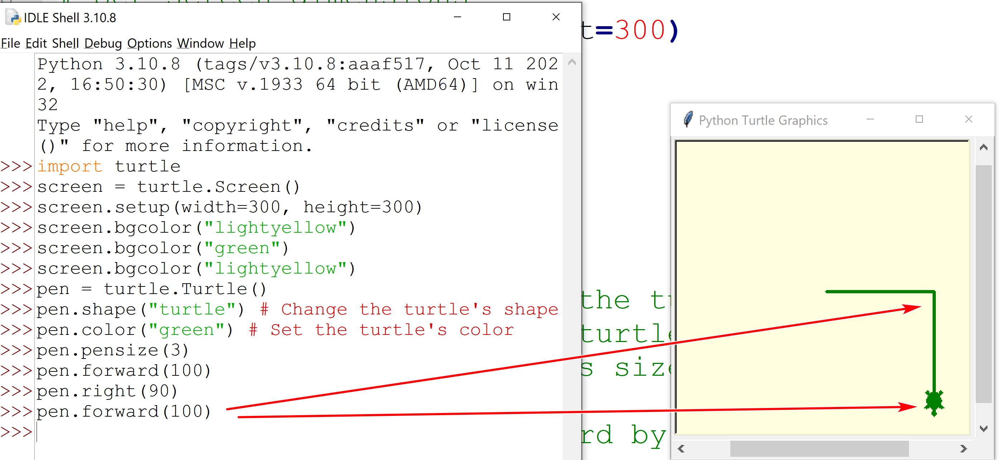 IDLE Shell 3.10.8
File Edit Shell Debug Options Window Help
Python 3.10.8 (tags/v3.10.8:aaaf517, Oct 11 202
2, 16:50:30) [MSC v.1933 64 bit (AMD64)] on win
32
Type "help", "copyright", "credits" or "license
()" for more information.
>>> import turtle
>>> screen = turtle.Screen()
>>> screen.setup(width=300, height=300)
>>> screen.bgcolor("lightyellow")
>>> screen.bgcolor("green")
>>> screen.bgcolor("lightyellow")
>>> pen = turtle.Turtle()
>>> pen.shape("turtle") # Change the turtle's shape
>>> pen.color("green") # Set the turtle's color
>>> pen.pensize(3)
>>> pen.forward(100)
>>> pen.right(90)
>>> pen.forward(100)
>>>
t=300)
Python Turtle Graphics
the tu
turtle
s size
rd by